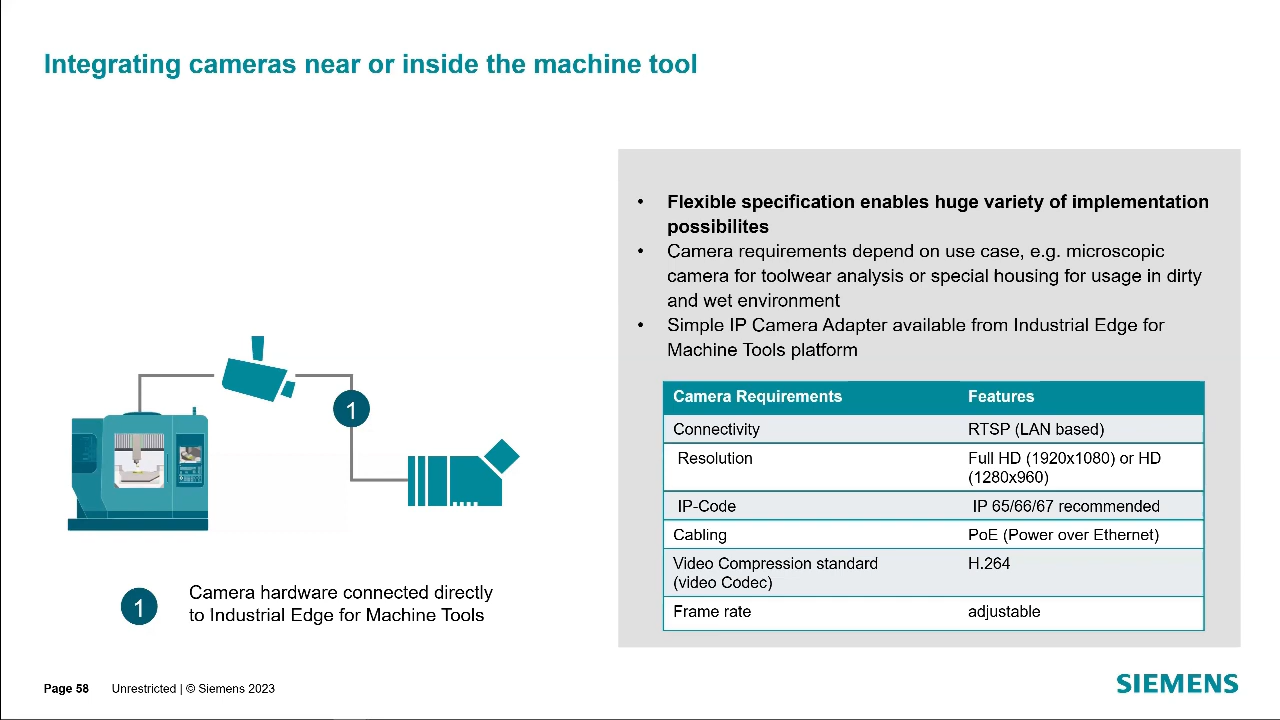 Integrating cameras near or inside the machine tool
• Flexible specification enables huge variety of implementation
possibilites
• Camera requirements depend on use case, e.g. microscopic
camera for toolwear analysis or special housing for usage in dirty
and wet environment
• Simple IP Camera Adapter available from Industrial Edge for
Machine Tools platform
1
Camera Requirements Features
Connectivity RTSP (LAN based)
Resolution Full HD (1920x1080) or HD
(1280x960)
IP-Code IP 65/66/67 recommended
Cabling PoE (Power over Ethernet)
Video Compression standard H.264
(video Codec)
Frame rate adjustable
1 Camera hardware connected directly
to Industrial Edge for Machine Tools
Page 58 Unrestricted | © Siemens 2023
SIEMENS